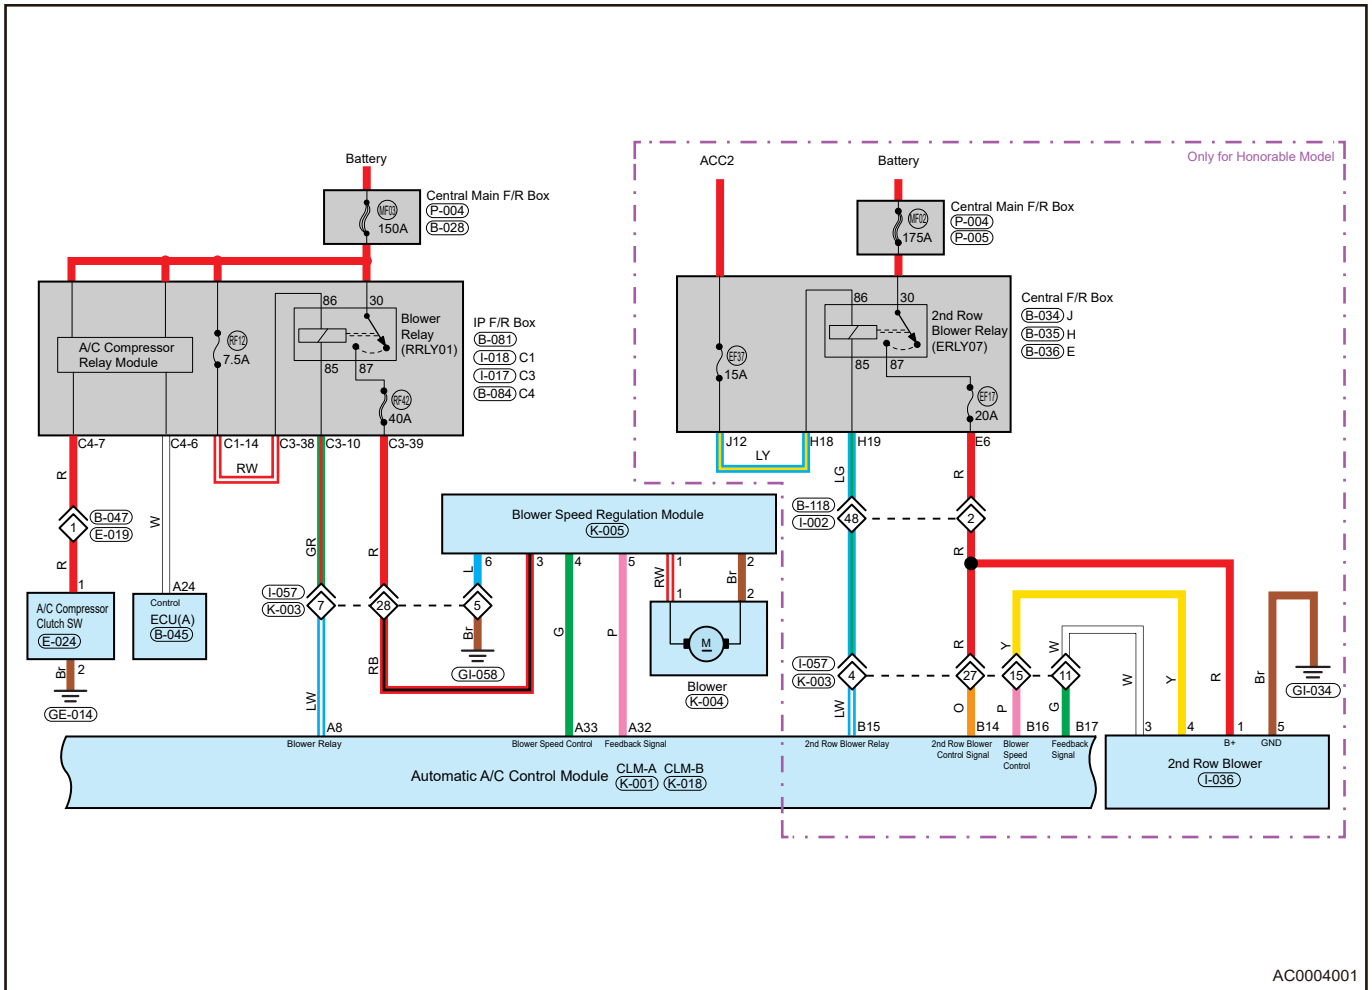 Only for Honorable Model
Battery
MF03
150A
Central Main F/R Box
P-004
B-028
ACC2
Battery
MF02
175A
Central Main F/R Box
P-004
P-005
A/C Compressor
Relay Module
RF12
7.5A
86
30
85
87
Blower
Relay
(RRLY01)
RF42
40A
IP F/R Box
B-081
I-018 C1
I-017 C3
B-084 C4
EF37
15A
86
30
85
87
2nd Row
Blower Relay
(ERLY07)
EF17
20A
Central F/R Box
B-034 J
B-035 H
B-036 E
C4-7
C4-6
C1-14
C3-38
C3-10
C3-39
RW
J12
H18
H19
E6
LY
R
W
GR
R
LG
R
1
B-047
E-019
R
B-118
I-002
48
2
R
Blower Speed Regulation Module
K-005
6
3
4
5
1
2
L
RW
Br
I-057
K-003
7
28
5
Br
GI-058
1
A/C Compressor
Clutch SW
E-024
Br
2
GE-014
A24
Control
ECU(A)
B-045
RB
G
P
1
2
M
Blower
K-004
I-057
K-003
4
27
15
11
R
Y
W
W
Y
R
Br
GI-034
LW
A8
A33
A32
LW
B15
O
B14
P
B16
G
B17
3
4
1
5
Blower Relay
Blower Speed Control
Feedback Signal
2nd Row Blower Relay
2nd Row Blower
Control Signal
Blower
Speed
Control
Feedback
Signal
B+
GND
Automatic A/C Control Module
CLM-A
K-001
CLM-B
K-018
2nd Row Blower
I-036
AC0004001